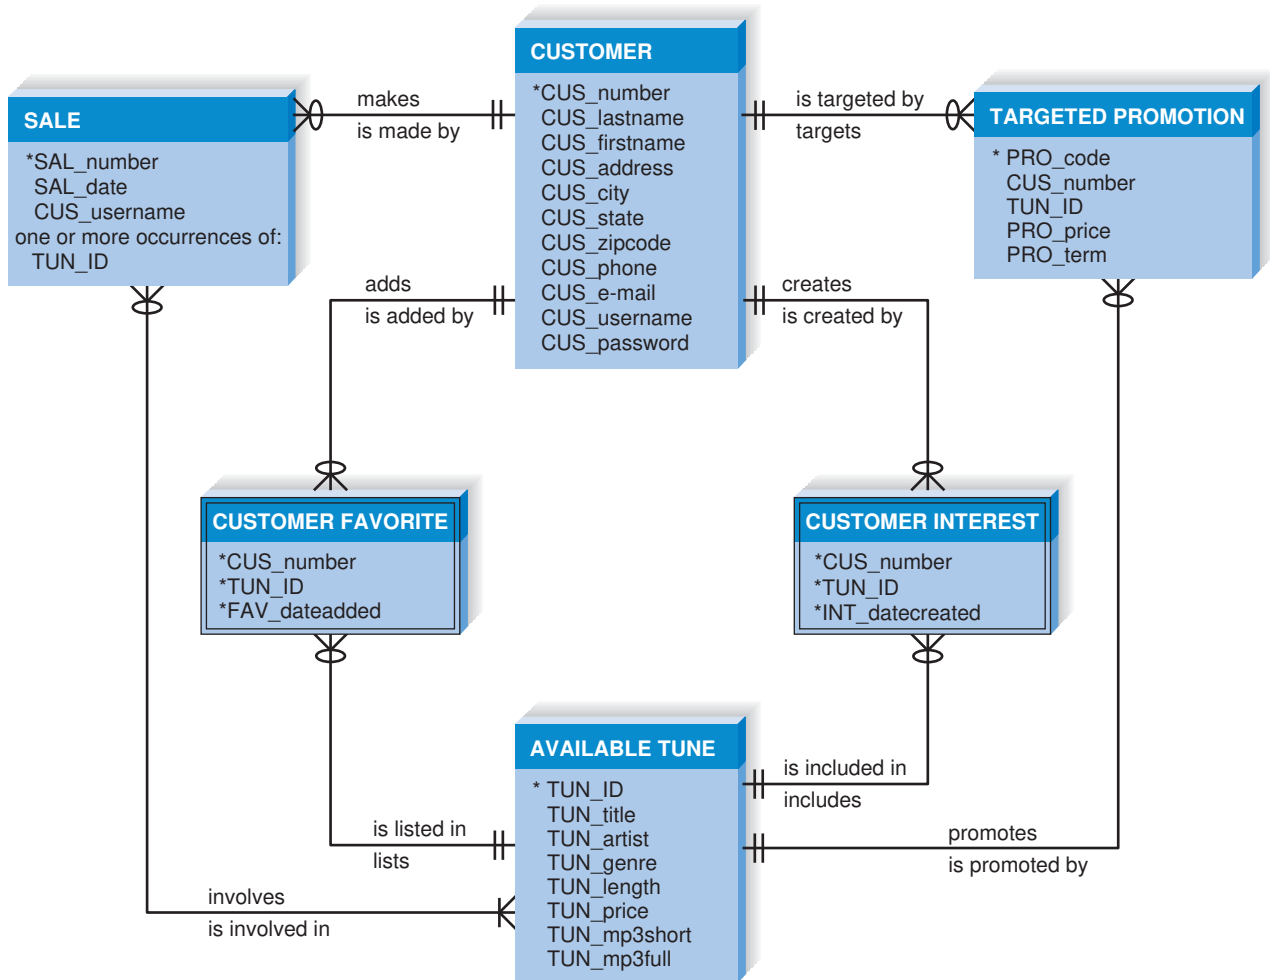 CUSTOMER
*CUS_number
CUS_lastname
CUS_firstname
CUS_address
CUS_city
CUS_state
CUS_zipcode
CUS_phone
CUS_e-mail
CUS_username
CUS_password
SALE
*SAL_number
SAL_date
CUS_username
one or more occurrences of:
TUN_ID
makes
is made by
is targeted by
targets
TARGETED PROMOTION
* PRO_code
CUS_number
TUN_ID
PRO_price
PRO_term
adds
is added by
creates
is created by
CUSTOMER FAVORITE
*CUS_number
*TUN_ID
*FAV_dateadded
CUSTOMER INTEREST
*CUS_number
*TUN_ID
*INT_datecreated
AVAILABLE TUNE
* TUN_ID
TUN_title
TUN_artist
TUN_genre
TUN_length
TUN_price
TUN_mp3short
TUN_mp3full
is included in
includes
is listed in
lists
promotes
is promoted by
involves
is involved in